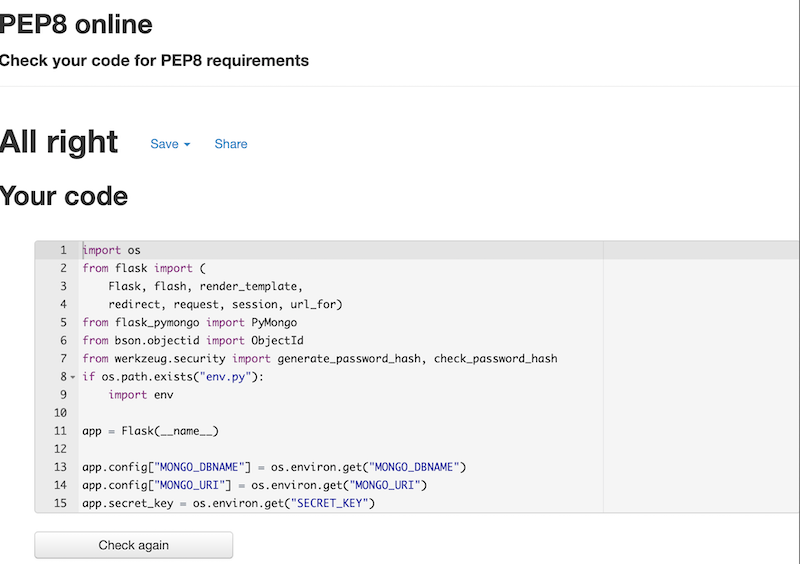 PEP8 online
Check your code for PEP8 requirements
All right Save Share
Your code
1 import os
2 from flask import (
3     Flask, flash, render_template,
4     redirect, request, session, url_for)
5 from flask_pymongo import PyMongo
6 from bson.objectid import ObjectId
7 from werkzeug.security import generate_password_hash, check_password_hash
8 if os.path.exists("env.py"):
9     import env
10
11 app = Flask(__name__)
12
13 app.config["MONGO_DBNAME"] = os.environ.get("MONGO_DBNAME")
14 app.config["MONGO_URI"] = os.environ.get("MONGO_URI")
15 app.secret_key = os.environ.get("SECRET_KEY")
Check again